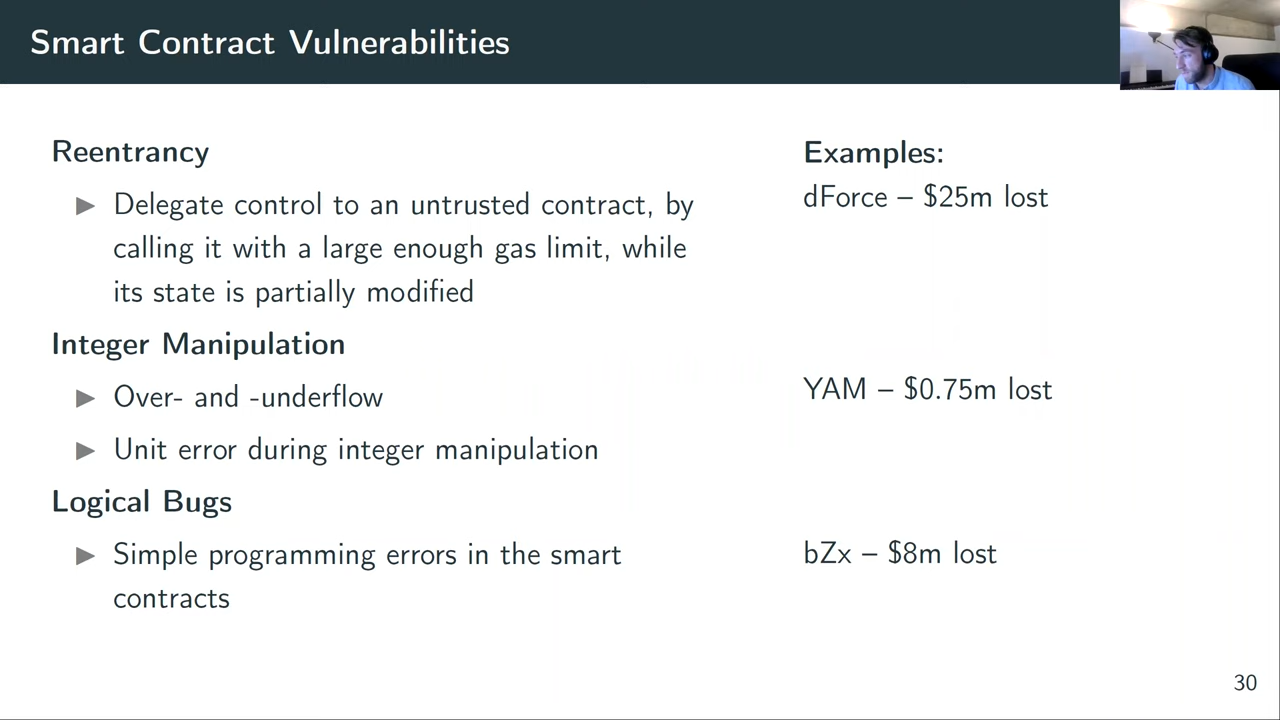 Smart Contract Vulnerabilities
Reentrancy
▶ Delegate control to an untrusted contract, by
calling it with a large enough gas limit, while
its state is partially modified
Integer Manipulation
▶ Over- and -underflow
▶ Unit error during integer manipulation
Logical Bugs
▶ Simple programming errors in the smart
contracts
Examples:
dForce – $25m lost
YAM – $0.75m lost
bZx – $8m lost
30